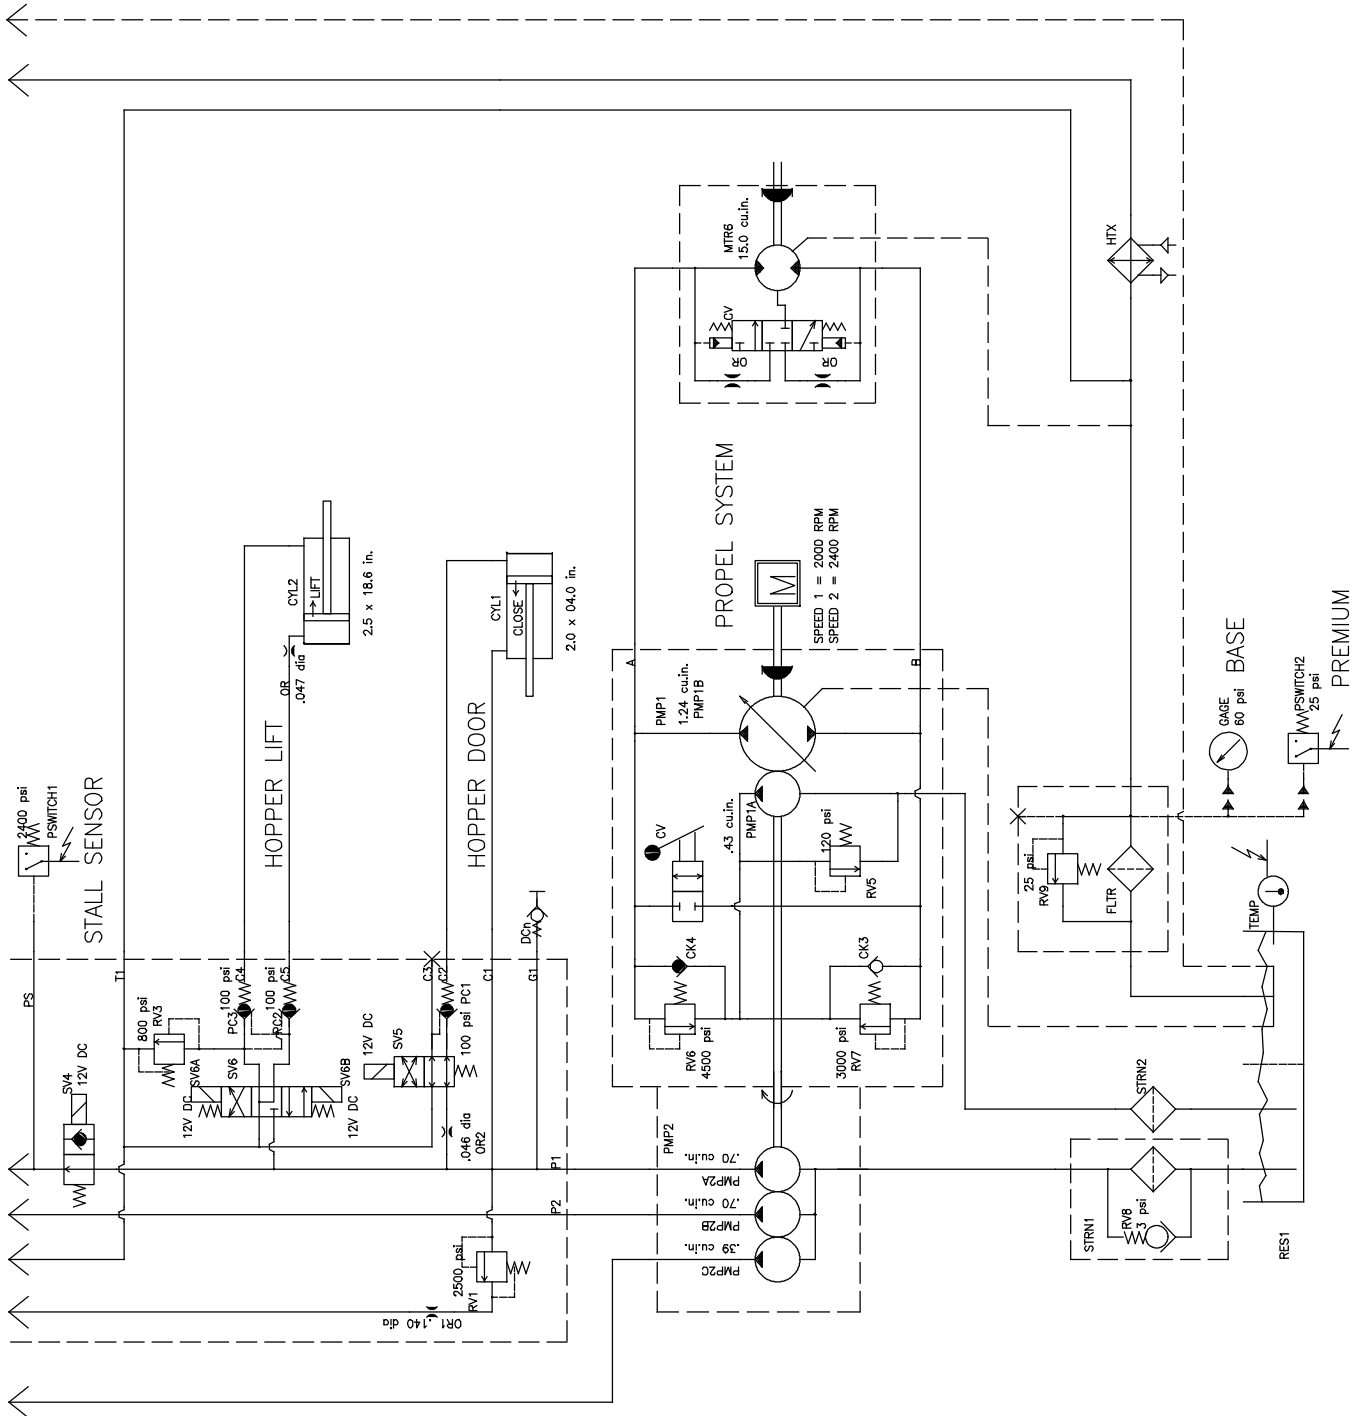 MTR6
15.0 cu.in.
HTX
CV
OR
OR
PROPEL SYSTEM
SPEED 1 = 2000 RPM
SPEED 2 = 2400 RPM
M
CYL2
LIFT
2.5 x 18.6 in.
CYL1
CLOSE
2.0 x 04.0 in.
OR
.047 dia
HOPPER LIFT
HOPPER DOOR
A
B
PMP1
1.24 cu.in.
PMP1B
.43 cu.in.
PMP1A
CV
120 psi
RV5
CK4
CK3
RV6
4500 psi
3000 psi
RV7
GAGE
60 psi
BASE
PSWITCH2
25 psi
PREMIUM
25 psi
RV9
FLTR
TEMP
2400 psi
PSWITCH1
STALL SENSOR
DCn
PS
T1
C4
C5
C3
C2
C1
G1
100 psi
PC3
100 psi
PC2
800 psi
RV3
PC1
100 psi
SV4
12V DC
SV6A
SV6
SV6B
12V DC
12V DC
12V DC
SV5
.046 dia
OR2
P1
P2
PMP2
.70 cu.in.
PMP2A
.70 cu.in.
PMP2B
.39 cu.in.
PMP2C
2500 psi
RV1
OR1 .140 dia
STRN2
STRN1
RV8
3 psi
RES1